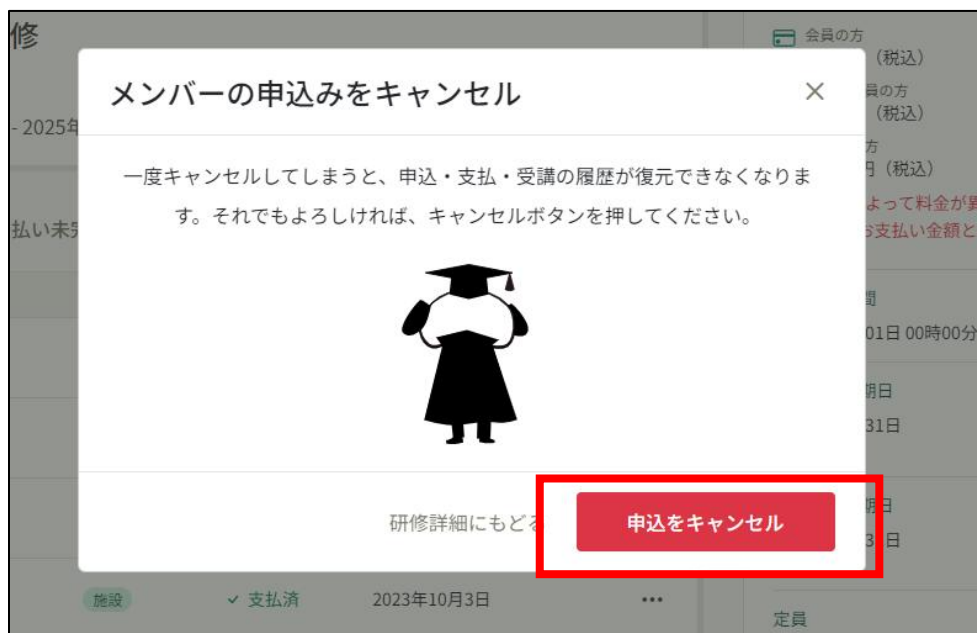 修
会員の方
（税込）
員の方
（税込）
方
円（税込）
- 2025年
よって料金が異
お支払い金額と
払い未完
メンバーの申込みをキャンセル
一度キャンセルしてしまうと、申込・支払・受講の履歴が復元できなくなりま
す。それでもよろしければ、キャンセルボタンを押してください。
間
01日 00時00分
期日
31日
研修詳細にもどる
申込をキャンセル
期日
日
施設
支払済
2023年10月3日
定員